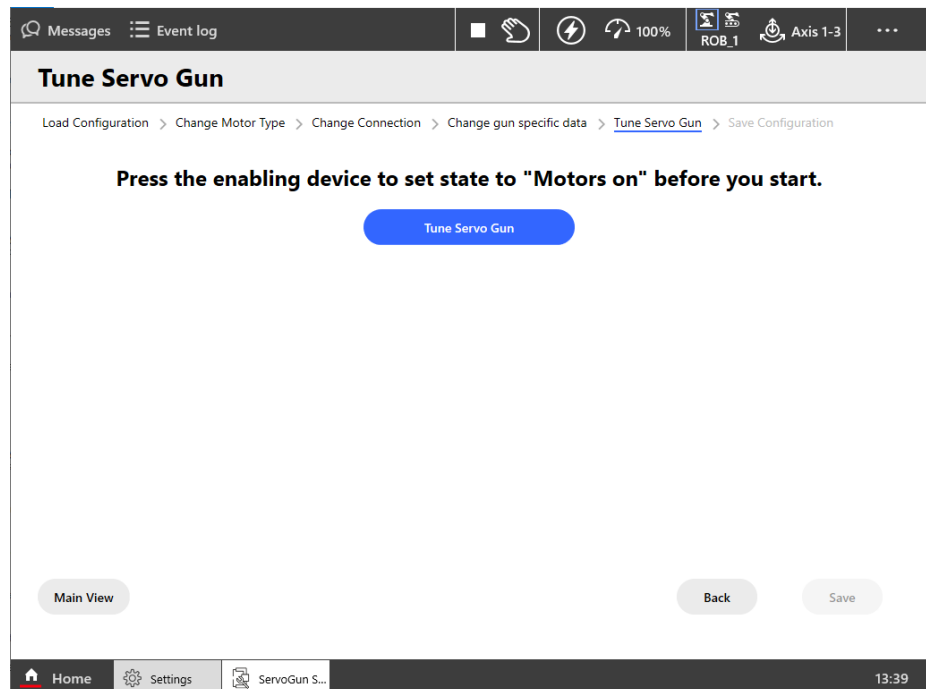 Messages Event log 100% ROB_1 Axis 1-3 ...
Tune Servo Gun
Load Configuration > Change Motor Type > Change Connection > Change gun specific data > Tune Servo Gun > Save Configuration
Press the enabling device to set state to "Motors on" before you start.
Tune Servo Gun
Main View Back Save
Home Settings ServoGun S... 13:39